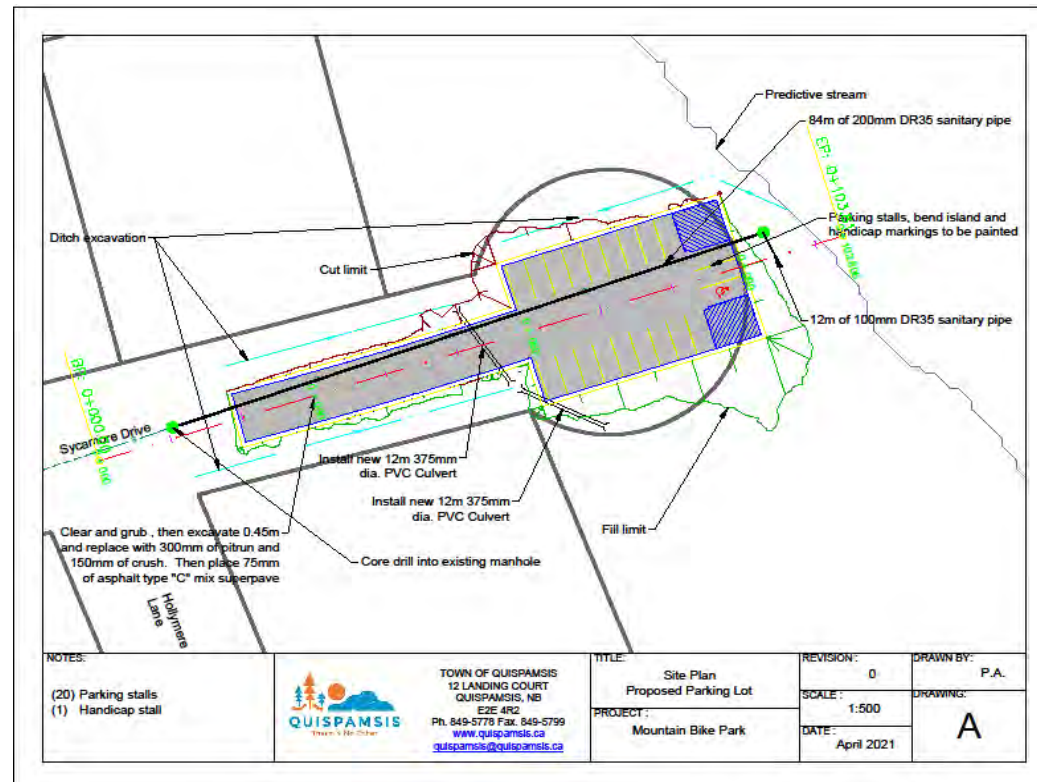 Predictive stream
84m of 200mm DR35 sanitary pipe
Parking stalls, bend island and
handicap markings to be painted
Ditch excavation
Cut limit
12m of 100mm DR35 sanitary pipe
Sycamore Drive
Install new 12m 375mm
dia. PVC Culvert
Install new 12m 375mm
dia. PVC Culvert
Fill limit
Clear and grub , then excavate 0.45m
and replace with 300mm of pitrun and
150mm of crush. Then place 75mm
of asphalt type "C" mix superpave
Core drill into existing manhole
Hollymere
Lane
NOTES:
(20) Parking stalls
(1) Handicap stall
QUISPAMSIS
TOWN OF QUISPAMSIS
12 LANDING COURT
QUISPAMSIS, NB
E2E 4R2
Ph. 849-5778 Fax. 849-5799
www.quispamsis.ca
quispamsis@quispamsis.ca
TITLE:
Site Plan
Proposed Parking Lot
PROJECT :
Mountain Bike Park
REVISION :
0
SCALE :
1:500
DATE :
April 2021
DRAWN BY:
P.A.
DRAWING:
A